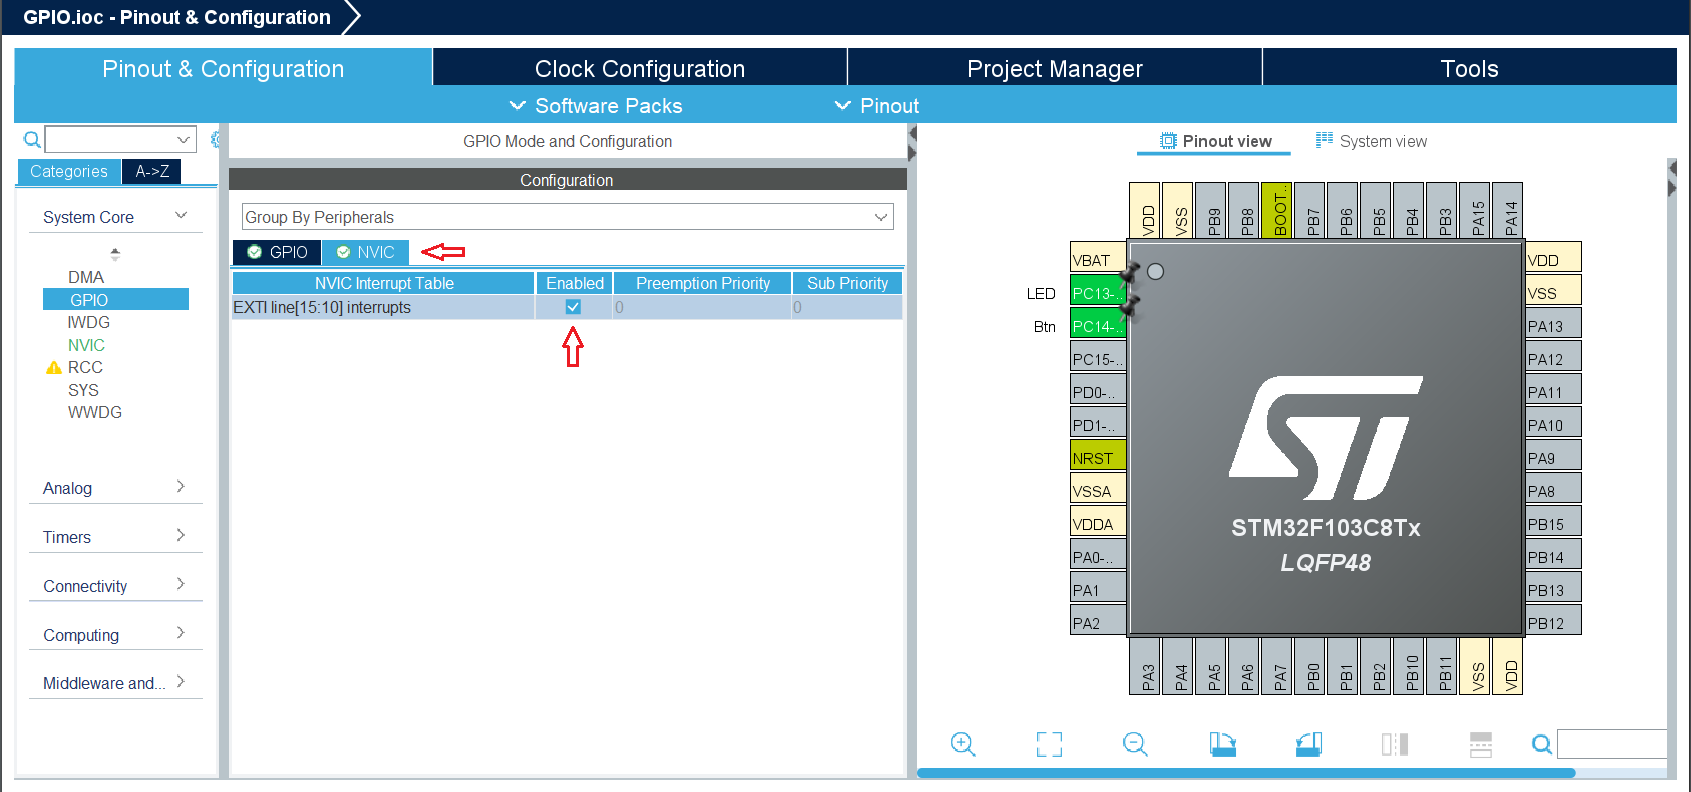 GPIO.ioc - Pinout & Configuration
Pinout & Configuration
Clock Configuration
Project Manager
Tools
Software Packs
Pinout
GPIO Mode and Configuration
Pinout view
System view
Categories
A->Z
Configuration
System Core
Group By Peripherals
GPIO
NVIC
NVIC Interrupt Table
Enabled
Preemption Priority
Sub Priority
EXTI line[15:10] interrupts
0
0
DMA
GPIO
IWDG
NVIC
RCC
SYS
WWDG
Analog
Timers
Connectivity
Computing
Middleware and...
VDD
VSS
PB9
PB8
BOOT..
PB7
PB6
PB5
PB4
PB3
PA15
PA14
VBAT
LED
PC13-..
Btn
PC14-..
PC15-..
PD0-..
PD1-..
NRST
VSSA
VDDA
PA0-..
PA1
PA2
VDD
VSS
PA13
PA12
PA11
PA10
PA9
PA8
PB15
PB14
PB13
PB12
ST
STM32F103C8Tx
LQFP48
PA3
PA4
PA5
PA6
PA7
PB0
PB1
PB2
PB10
PB11
VSS
VDD